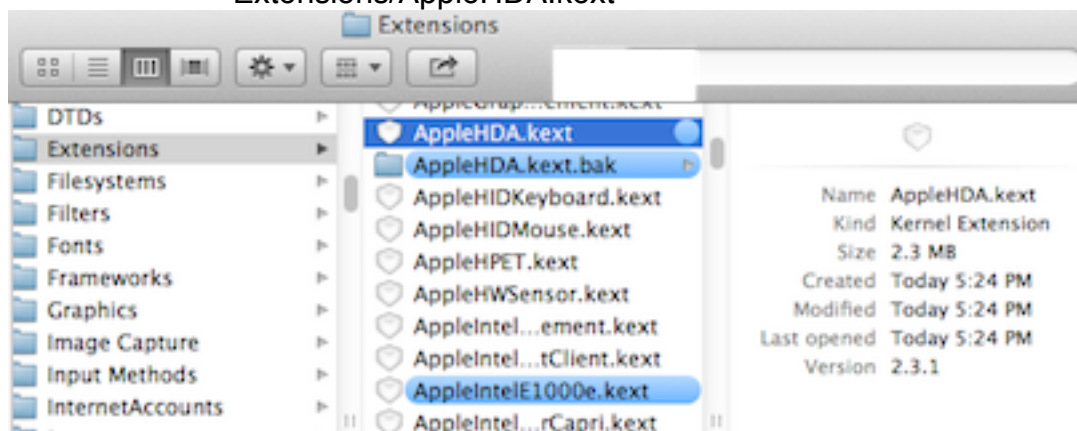 Extensions/AppleHDA.kext
Extensions
DTDs
Extensions
Filesystems
Filters
Fonts
Frameworks
Graphics
Image Capture
Input Methods
InternetAccounts
AppleHDA.kext
AppleHDA.kext.bak
AppleHIDKeyboard.kext
AppleHIDMouse.kext
AppleHPET.kext
AppleHWSensor.kext
AppleIntel...ement.kext
AppleIntel...tClient.kext
AppleIntelE1000e.kext
AppleIntel...rCapri.kext
Name AppleHDA.kext
Kind Kernel Extension
Size 2.3 MB
Created Today 5:24 PM
Modified Today 5:24 PM
Last opened Today 5:24 PM
Version 2.3.1